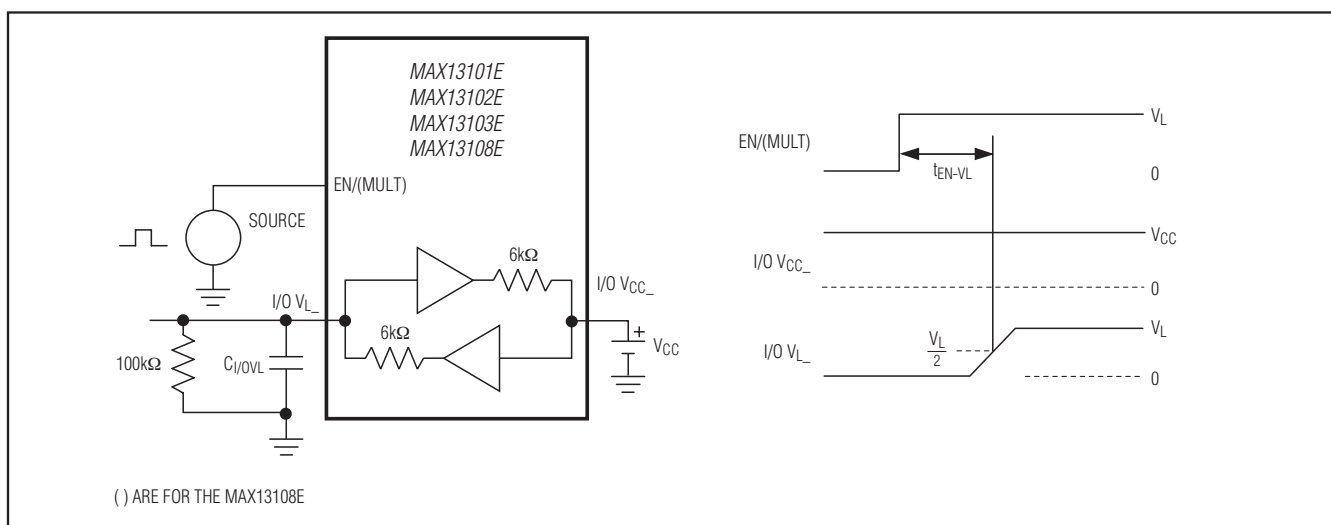 MAX13101E
MAX13102E
MAX13103E
MAX13108E
EN/(MULT)
SOURCE
6kΩ
I/O VCC_
I/O VL_
6kΩ
VCC
+
100kΩ
CI/OVL
( ) ARE FOR THE MAX13108E
EN/(MULT)
VL
tEN-VL
0
VCC
I/O VCC_
0
I/O VL_
VL
2
VL
0